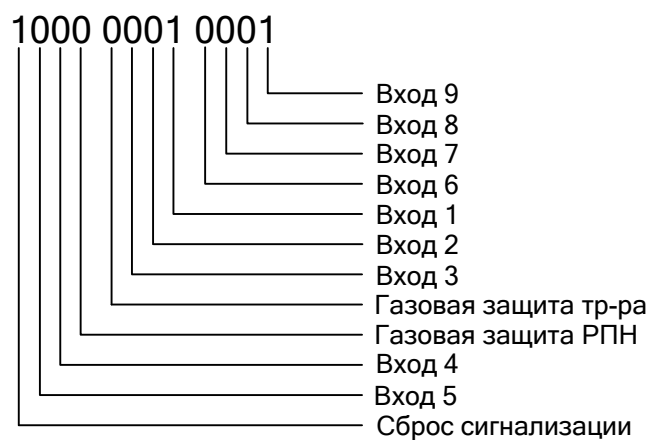 1000 0001 0001
Вход 9
Вход 8
Вход 7
Вход 6
Вход 1
Вход 2
Вход 3
Газовая защита тр-ра
Газовая защита РПН
Вход 4
Вход 5
Сброс сигнализации